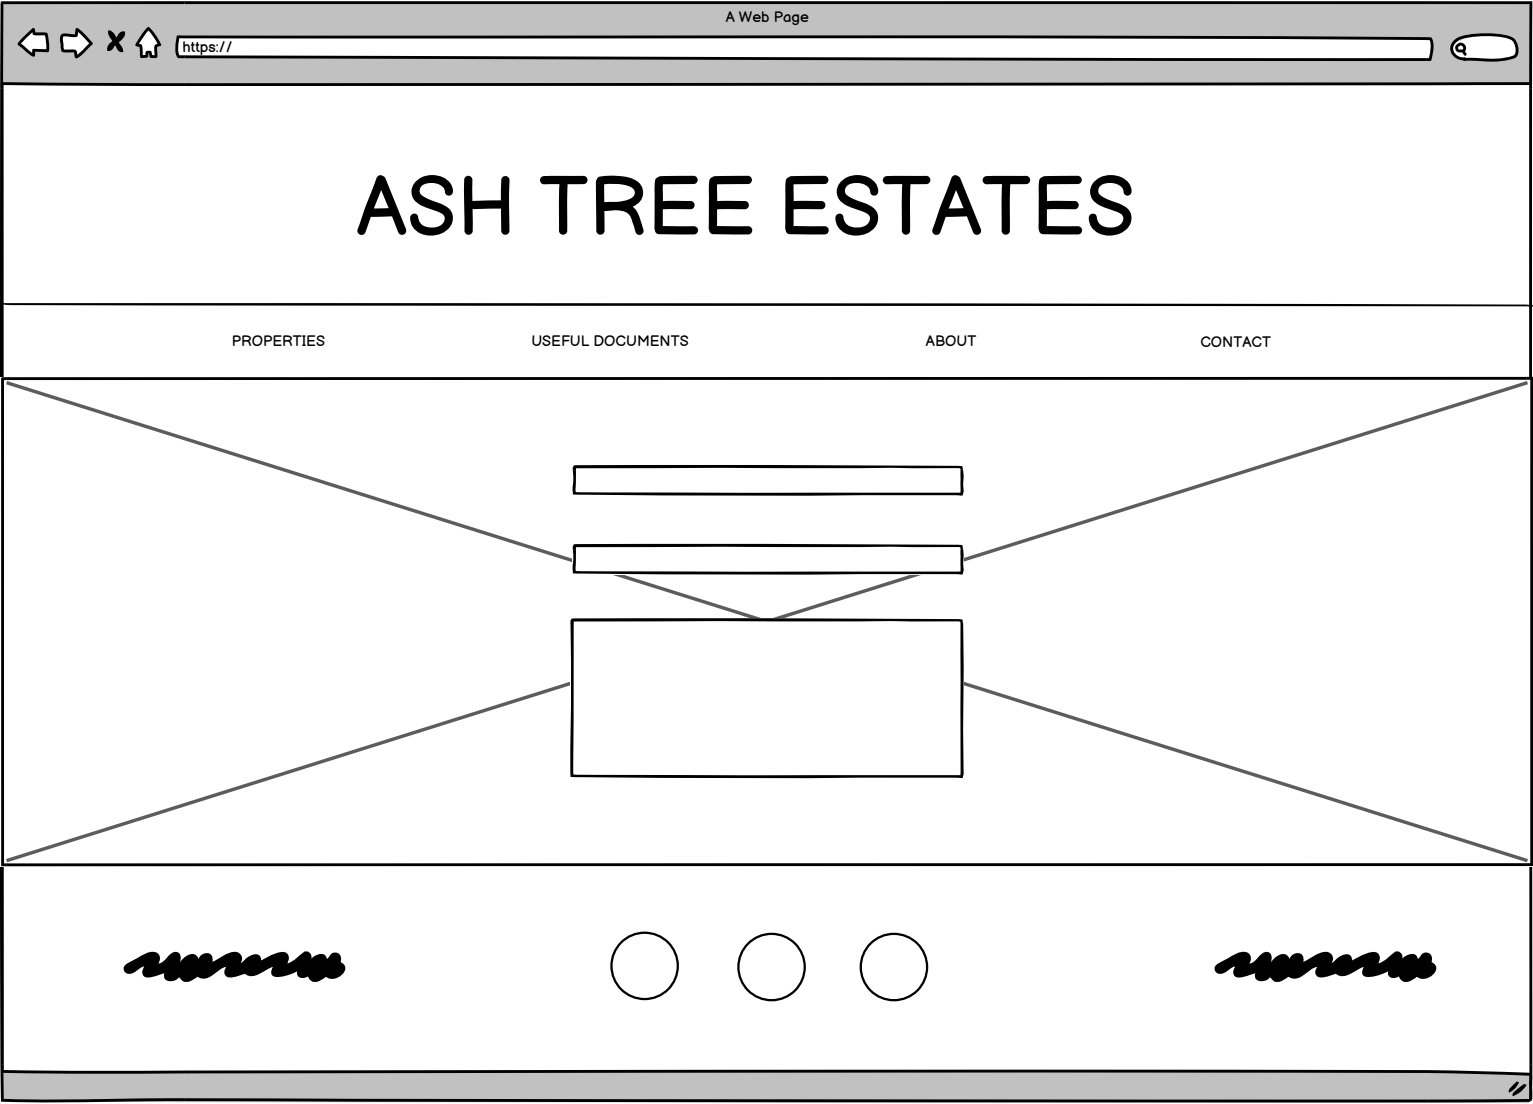 A Web Page
https://
ASH TREE ESTATES
PROPERTIES USEFUL DOCUMENTS ABOUT CONTACT